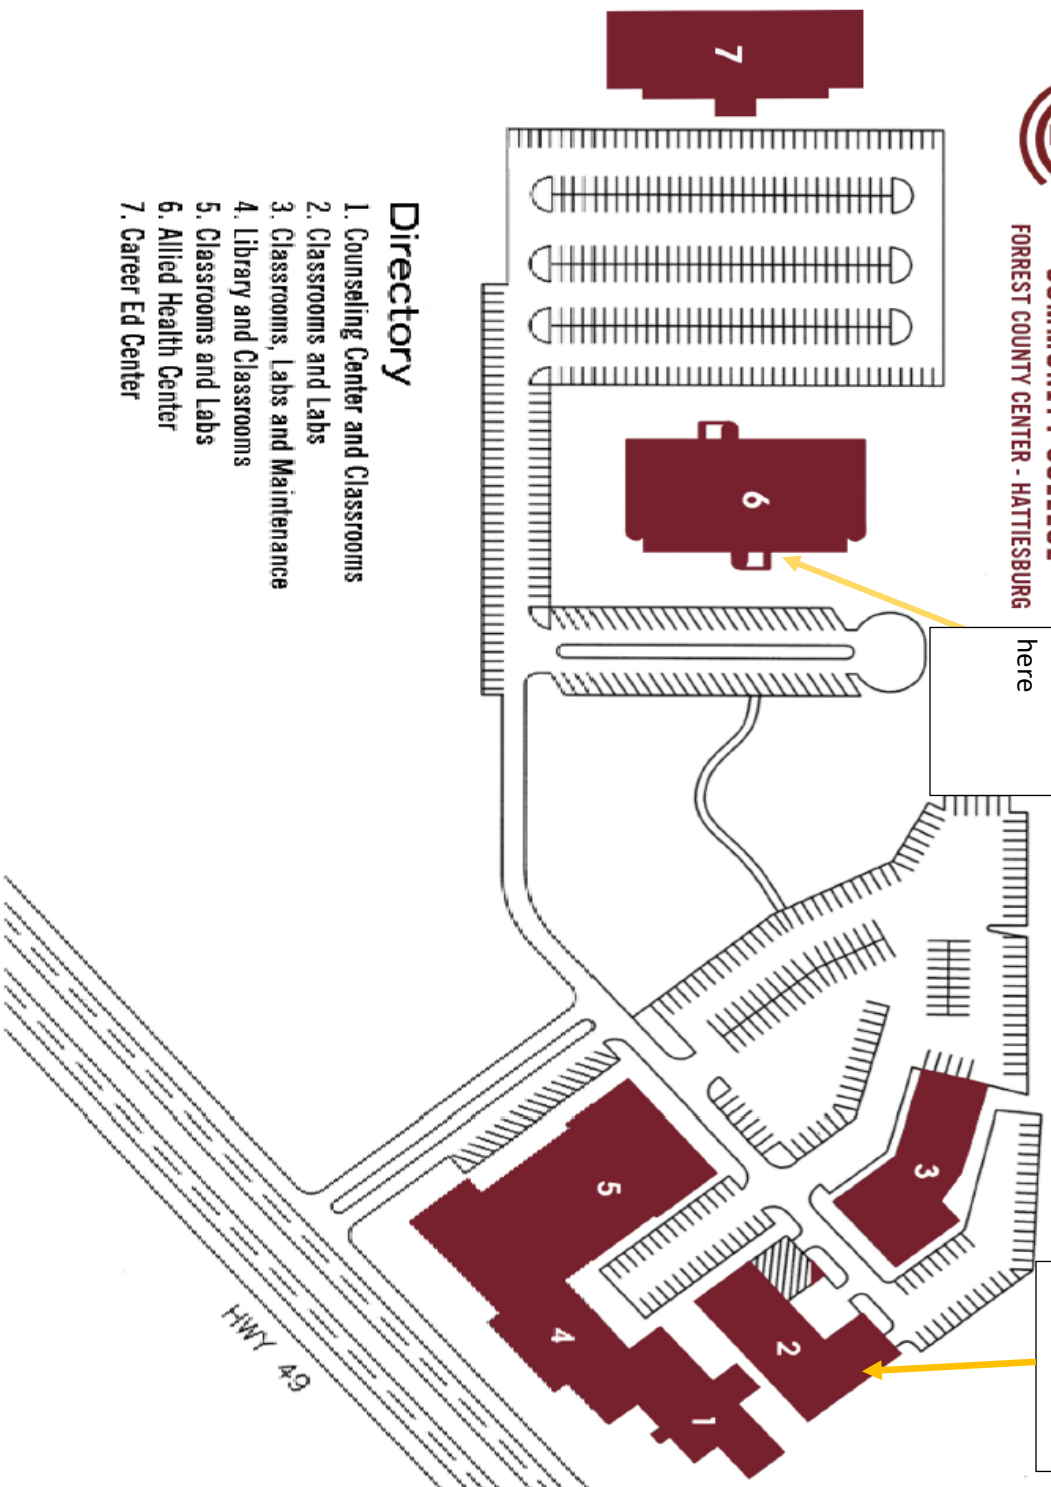 FORREST COUNTY CENTER - HATTIESBURG
here
7
6
3
5
2
4
1
Directory
1. Counseling Center and Classrooms
2. Classrooms and Labs
3. Classrooms, Labs and Maintenance
4. Library and Classrooms
5. Classrooms and Labs
6. Allied Health Center
7. Career Ed Center
HWY 49